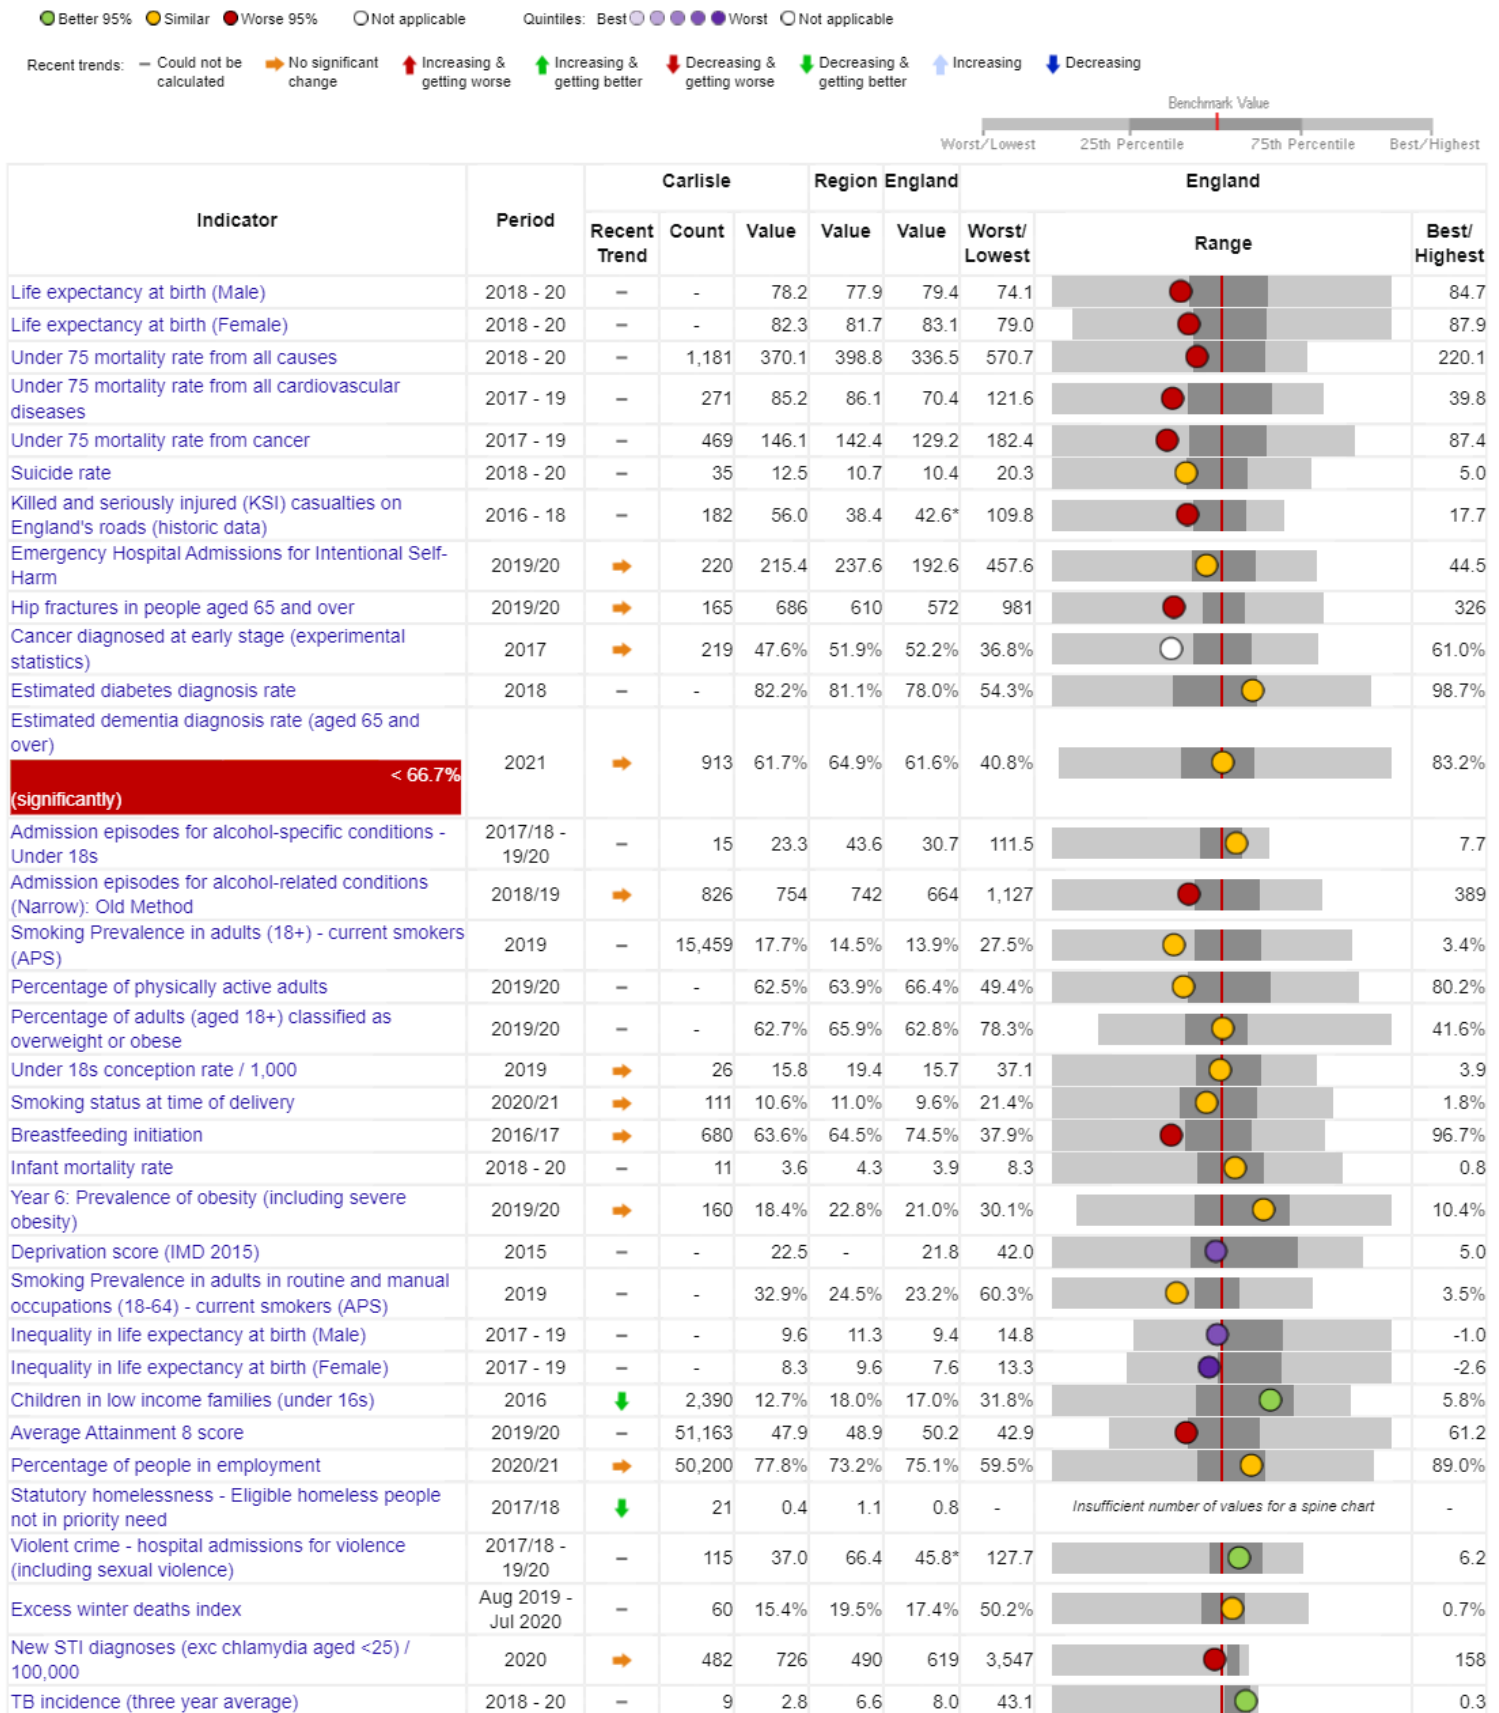 Better 95% Similar Worse 95% Not applicable Quintiles: Best Worst Not applicable
Recent trends: – Could not be calculated No significant change Increasing & getting worse Increasing & getting better Decreasing & getting worse Decreasing & getting better Increasing Decreasing
Benchmark Value
Worst/Lowest 25th Percentile 75th Percentile Best/Highest
Carlisle Region England England
Indicator Period Recent Trend Count Value Value Value Worst/ Lowest Range Best/ Highest
Life expectancy at birth (Male) 2018 - 20 – - 78.2 77.9 79.4 74.1 84.7
Life expectancy at birth (Female) 2018 - 20 – - 82.3 81.7 83.1 79.0 87.9
Under 75 mortality rate from all causes 2018 - 20 – 1,181 370.1 398.8 336.5 570.7 220.1
Under 75 mortality rate from all cardiovascular
diseases 2017 - 19 – 271 85.2 86.1 70.4 121.6 39.8
Under 75 mortality rate from cancer 2017 - 19 – 469 146.1 142.4 129.2 182.4 87.4
Suicide rate 2018 - 20 – 35 12.5 10.7 10.4 20.3 5.0
Killed and seriously injured (KSI) casualties on
England's roads (historic data) 2016 - 18 – 182 56.0 38.4 42.6* 109.8 17.7
Emergency Hospital Admissions for Intentional Self-
Harm 2019/20 220 215.4 237.6 192.6 457.6 44.5
Hip fractures in people aged 65 and over 2019/20 165 686 610 572 981 326
Cancer diagnosed at early stage (experimental
statistics) 2017 219 47.6% 51.9% 52.2% 36.8% 61.0%
Estimated diabetes diagnosis rate 2018 – - 82.2% 81.1% 78.0% 54.3% 98.7%
Estimated dementia diagnosis rate (aged 65 and
over) 2021 913 61.7% 64.9% 61.6% 40.8% 83.2%
< 66.7%
(significantly)
Admission episodes for alcohol-specific conditions - 2017/18 -
Under 18s 19/20 – 15 23.3 43.6 30.7 111.5 7.7
Admission episodes for alcohol-related conditions
(Narrow): Old Method 2018/19 826 754 742 664 1,127 389
Smoking Prevalence in adults (18+) - current smokers
(APS) 2019 – 15,459 17.7% 14.5% 13.9% 27.5% 3.4%
Percentage of physically active adults 2019/20 – - 62.5% 63.9% 66.4% 49.4% 80.2%
Percentage of adults (aged 18+) classified as
overweight or obese 2019/20 – - 62.7% 65.9% 62.8% 78.3% 41.6%
Under 18s conception rate / 1,000 2019 26 15.8 19.4 15.7 37.1 3.9
Smoking status at time of delivery 2020/21 111 10.6% 11.0% 9.6% 21.4% 1.8%
Breastfeeding initiation 2016/17 680 63.6% 64.5% 74.5% 37.9% 96.7%
Infant mortality rate 2018 - 20 – 11 3.6 4.3 3.9 8.3 0.8
Year 6: Prevalence of obesity (including severe
obesity) 2019/20 160 18.4% 22.8% 21.0% 30.1% 10.4%
Deprivation score (IMD 2015) 2015 – - 22.5 - 21.8 42.0 5.0
Smoking Prevalence in adults in routine and manual
occupations (18-64) - current smokers (APS) 2019 – - 32.9% 24.5% 23.2% 60.3% 3.5%
Inequality in life expectancy at birth (Male) 2017 - 19 – - 9.6 11.3 9.4 14.8 -1.0
Inequality in life expectancy at birth (Female) 2017 - 19 – - 8.3 9.6 7.6 13.3 -2.6
Children in low income families (under 16s) 2016 2,390 12.7% 18.0% 17.0% 31.8% 5.8%
Average Attainment 8 score 2019/20 – 51,163 47.9 48.9 50.2 42.9 61.2
Percentage of people in employment 2020/21 50,200 77.8% 73.2% 75.1% 59.5% 89.0%
Statutory homelessness - Eligible homeless people
not in priority need 2017/18 21 0.4 1.1 0.8 - Insufficient number of values for a spine chart -
Violent crime - hospital admissions for violence 2017/18 -
(including sexual violence) 19/20 – 115 37.0 66.4 45.8* 127.7 6.2
Excess winter deaths index Aug 2019 - Jul 2020 – 60 15.4% 19.5% 17.4% 50.2% 0.7%
New STI diagnoses (exc chlamydia aged <25) /
100,000 2020 482 726 490 619 3,547 158
TB incidence (three year average) 2018 - 20 – 9 2.8 6.6 8.0 43.1 0.3